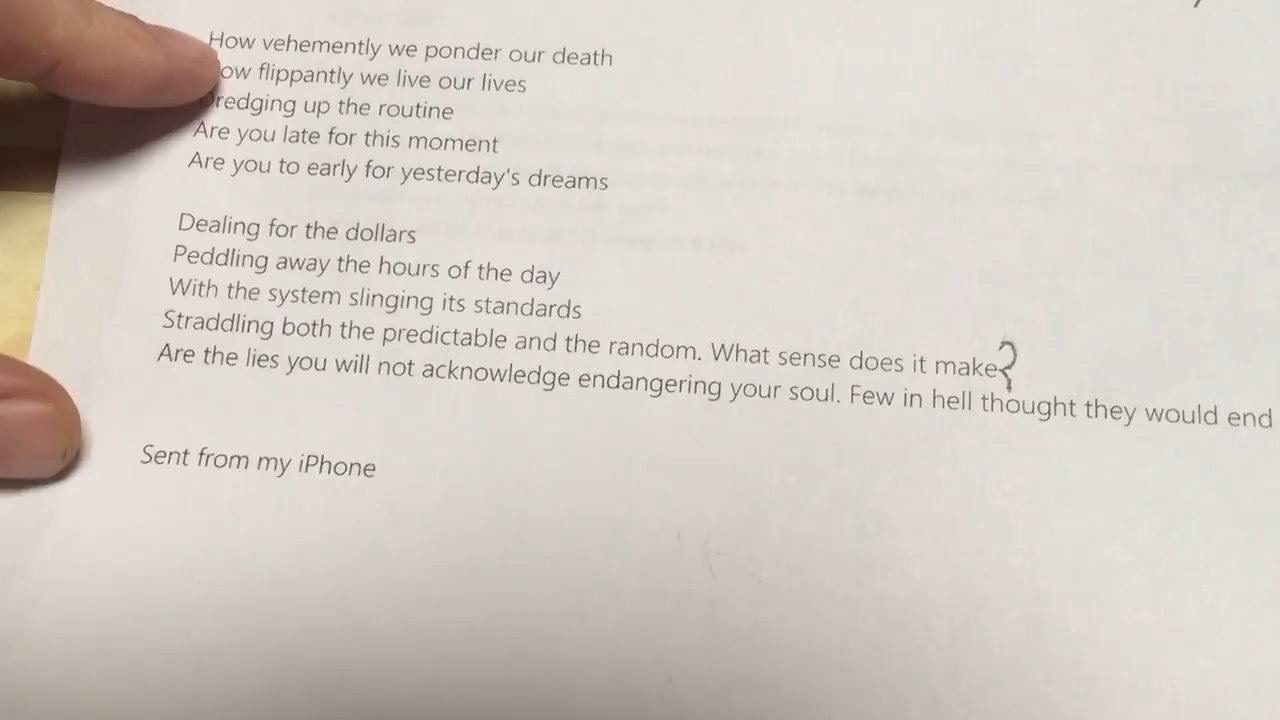 How vehemently we ponder our death
How flippantly we live our lives
Dredging up the routine
Are you late for this moment
Are you to early for yesterday's dreams
Dealing for the dollars
Peddling away the hours of the day
With the system slinging its standards
Straddling both the predictable and the random. What sense does it make?
Are the lies you will not acknowledge endangering your soul. Few in hell thought they would end
Sent from my iPhone